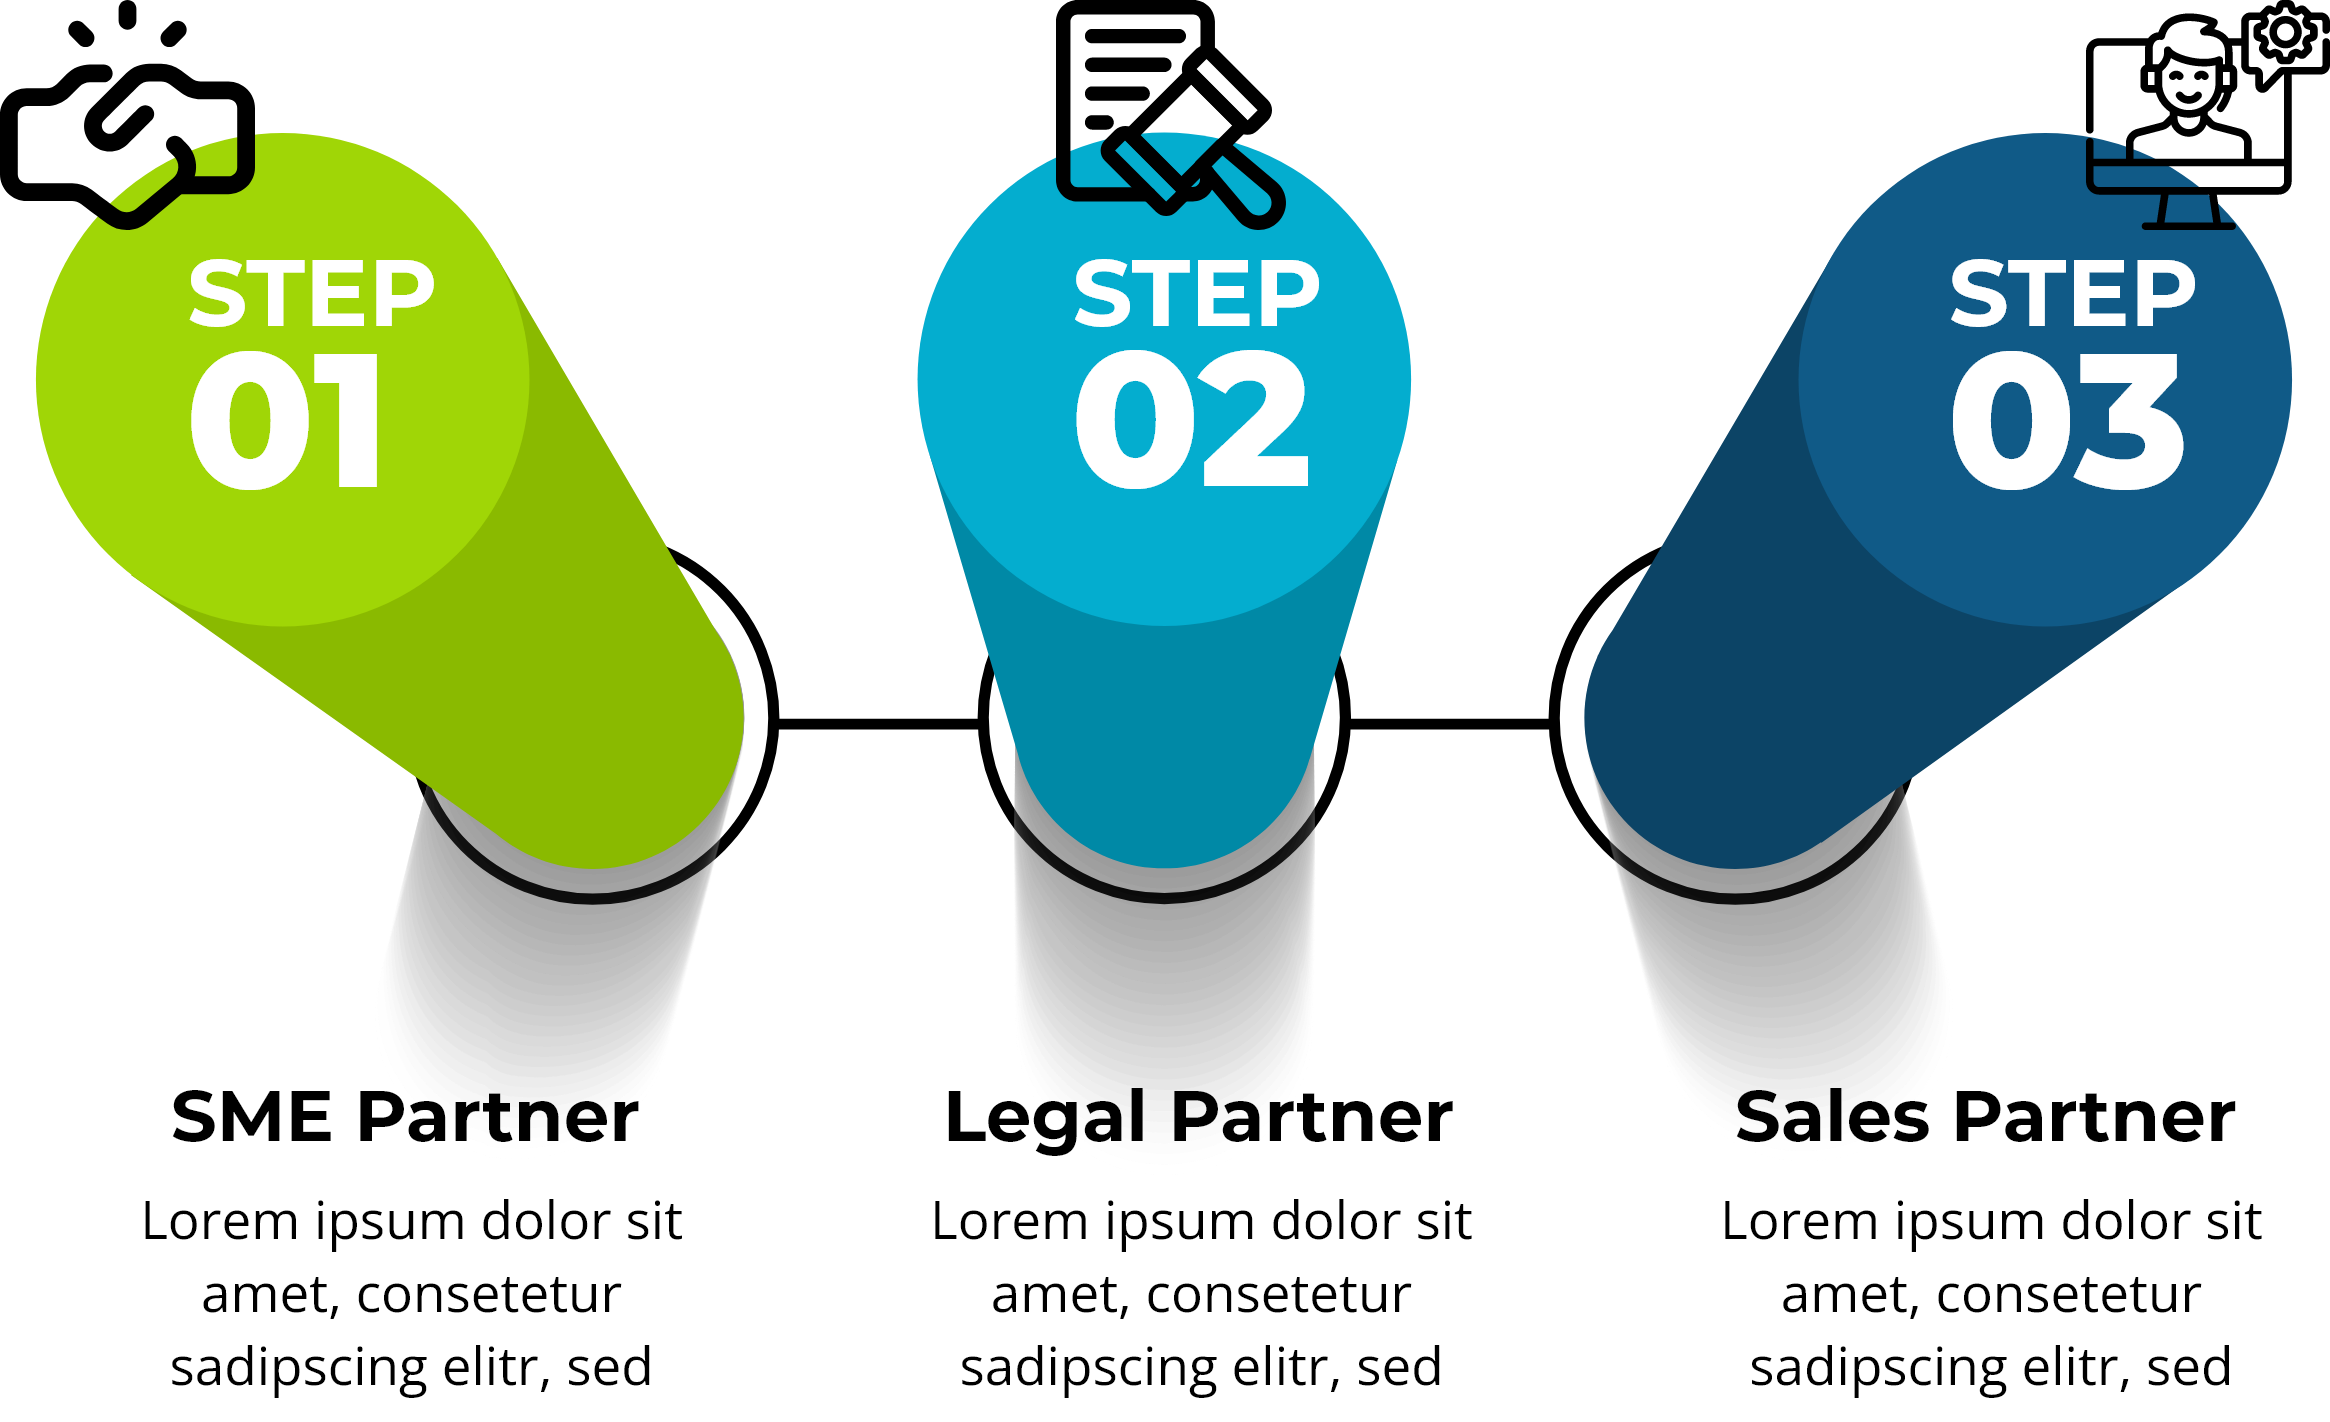 STEP
01
STEP
02
STEP
03
SME Partner
Lorem ipsum dolor sit
amet, consetetur
sadipscing elitr, sed
Legal Partner
Lorem ipsum dolor sit
amet, consetetur
sadipscing elitr, sed
Sales Partner
Lorem ipsum dolor sit
amet, consetetur
sadipscing elitr, sed